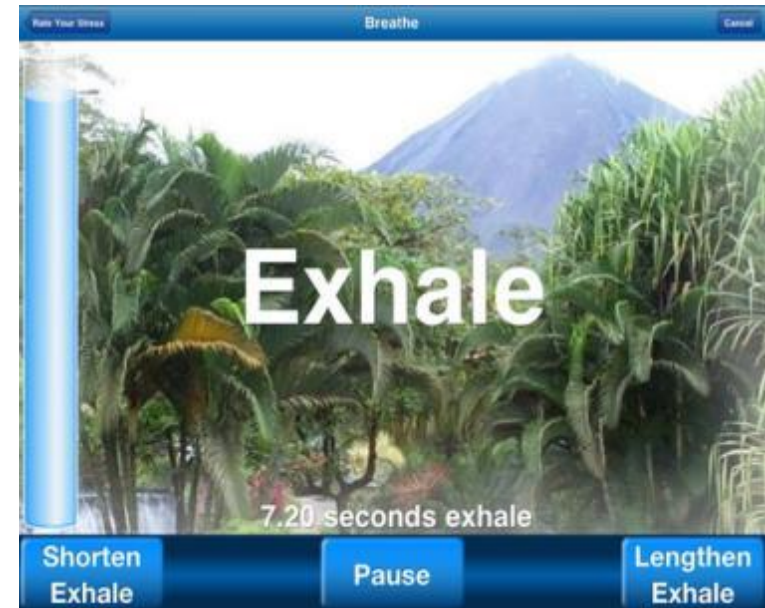 Rate Your Stress
Breathe
Cancel
Exhale
7.20 seconds exhale
Shorten
Exhale
Pause
Lengthen
Exhale